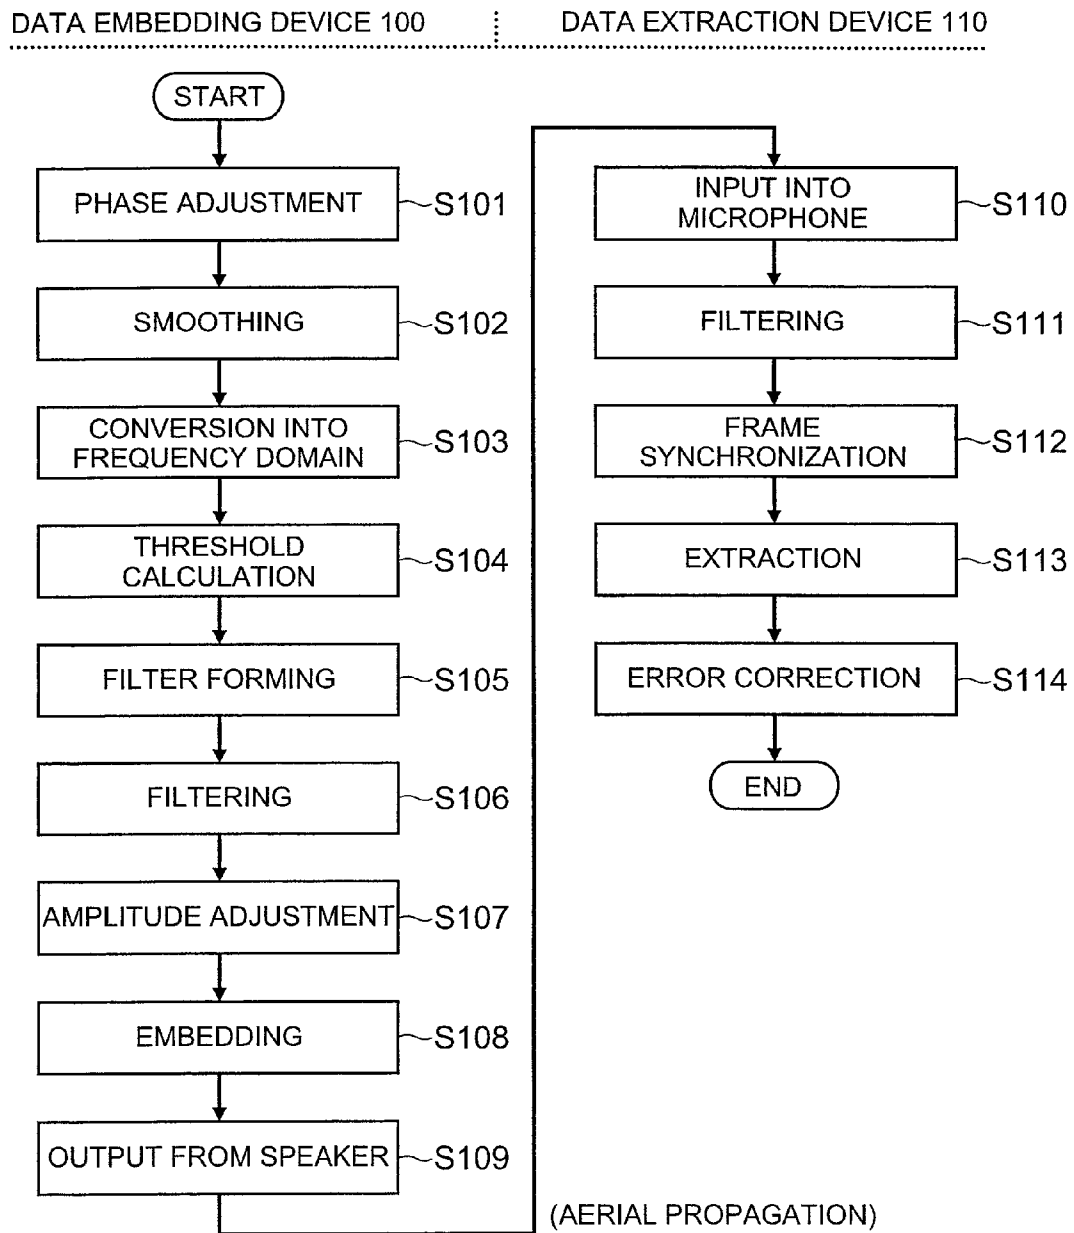 DATA EMBEDDING DEVICE 100
DATA EXTRACTION DEVICE 110
START
PHASE ADJUSTMENT
S101
SMOOTHING
S102
CONVERSION INTO
FREQUENCY DOMAIN
S103
THRESHOLD
CALCULATION
S104
FILTER FORMING
S105
FILTERING
S106
AMPLITUDE ADJUSTMENT
S107
EMBEDDING
S108
OUTPUT FROM SPEAKER
S109
(AERIAL PROPAGATION)
INPUT INTO
MICROPHONE
S110
FILTERING
S111
FRAME
SYNCHRONIZATION
S112
EXTRACTION
S113
ERROR CORRECTION
S114
END